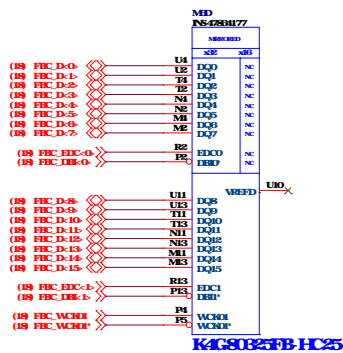 M3D
INS47864177
MIRRORED
x32 x16
(18) FBC_D<0> U4 DQ0 NC
(18) FBC_D<1> U2 DQ1 NC
(18) FBC_D<2> T4 DQ2 NC
(18) FBC_D<3> T2 DQ3 NC
(18) FBC_D<4> N4 DQ4 NC
(18) FBC_D<5> N2 DQ5 NC
(18) FBC_D<6> M4 DQ6 NC
(18) FBC_D<7> M2 DQ7 NC
(18) FBC_EDC<0> R2 EDC0 NC
(18) FBC_DBI<0> P2 DBI0* NC
VREFD U10
(18) FBC_D<8> U11 DQ8
(18) FBC_D<9> U13 DQ9
(18) FBC_D<10> T11 DQ10
(18) FBC_D<11> T13 DQ11
(18) FBC_D<12> N11 DQ12
(18) FBC_D<13> N13 DQ13
(18) FBC_D<14> M11 DQ14
(18) FBC_D<15> M13 DQ15
(18) FBC_EDC<1> R13 EDC1
(18) FBC_DBI<1> P13 DBI1*
(18) FBC_WCK01 P4 WCK01
(18) FBC_WCK01* P5 WCK01*
K4G80325FB-HC25